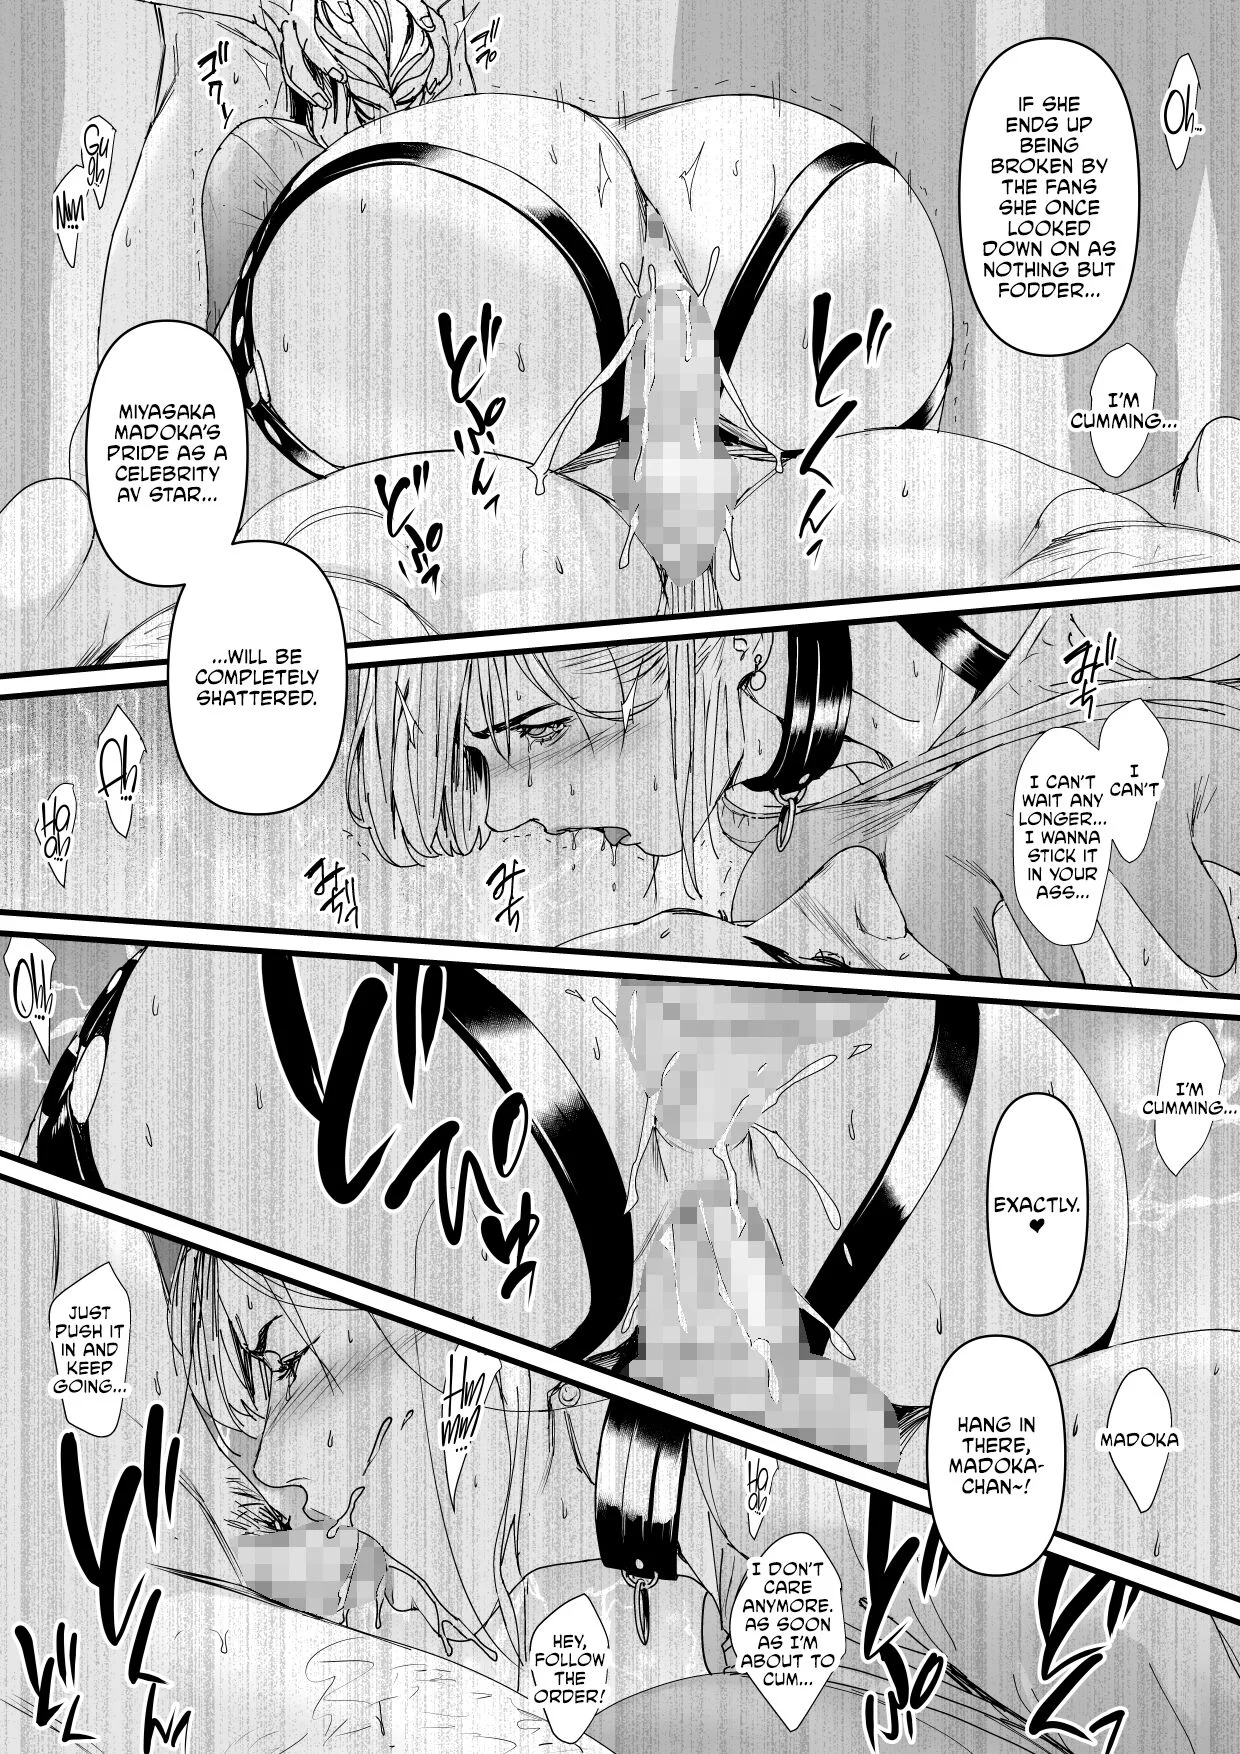 IF SHE
ENDS UP
BEING
BROKEN BY
THE FANS
SHE ONCE
LOOKED
DOWN ON AS
NOTHING BUT
FODDER...
Oh...
I'M
CUMMING...
MIYASAKA
MADOKA'S
PRIDE AS A
CELEBRITY
AV STAR...
...WILL BE
COMPLETELY
SHATTERED.
I
CAN'T
I CAN'T
WAIT ANY
LONGER...
I WANNA
STICK IT
IN YOUR
ASS...
Ah...
I'M
CUMMING...
EXACTLY.
♥
HANG IN
THERE,
MADOKA-
CHAN~!
MADOKA
JUST
PUSH IT
IN AND
KEEP
GOING...
I DON'T
CARE
ANYMORE.
AS SOON
AS I'M
ABOUT TO
CUM...
HEY,
FOLLOW
THE
ORDER!